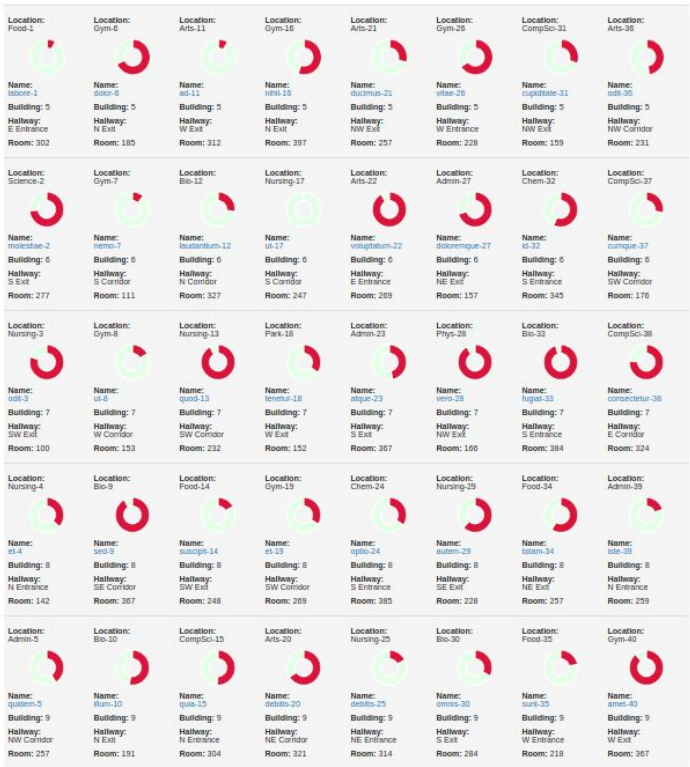 Location: Location: Location: Location: Location: Location: Location: Location:
Food-1 Gym-6 Arts-11 Gym-16 Arts-21 Gym-26 CompSci-31 Arts-36
Name: Name: Name: Name: Name: Name: Name: Name:
labore-1 dolor-6 ad-11 nihil-16 ducimus-21 vitae-26 cupiditate-31 odit-36
Building: 5 Building: 5 Building: 5 Building: 5 Building: 5 Building: 5 Building: 5 Building: 5
Hallway: Hallway: Hallway: Hallway: Hallway: Hallway: Hallway: Hallway:
E Entrance N Exit W Exit N Exit NW Exit W Entrance NW Exit NW Corridor
Room: 302 Room: 185 Room: 312 Room: 397 Room: 257 Room: 228 Room: 159 Room: 231
Location: Location: Location: Location: Location: Location: Location: Location:
Science-2 Gym-7 Bio-12 Nursing-17 Arts-22 Admin-27 Chem-32 CompSci-37
Name: Name: Name: Name: Name: Name: Name: Name:
molestiae-2 nemo-7 laudantium-12 ut-17 voluptatum-22 doloremque-27 id-32 cumque-37
Building: 6 Building: 6 Building: 6 Building: 6 Building: 6 Building: 6 Building: 6 Building: 6
Hallway: Hallway: Hallway: Hallway: Hallway: Hallway: Hallway: Hallway:
S Exit S Corridor N Corridor S Corridor E Entrance NE Exit S Entrance SW Corridor
Room: 277 Room: 111 Room: 327 Room: 247 Room: 269 Room: 157 Room: 345 Room: 176
Location: Location: Location: Location: Location: Location: Location: Location:
Nursing-3 Gym-8 Nursing-13 Park-18 Admin-23 Phys-28 Bio-33 CompSci-38
Name: Name: Name: Name: Name: Name: Name: Name:
odit-3 ut-8 quod-13 tenetur-18 atque-23 vero-28 fugiat-33 consectetur-38
Building: 7 Building: 7 Building: 7 Building: 7 Building: 7 Building: 7 Building: 7 Building: 7
Hallway: Hallway: Hallway: Hallway: Hallway: Hallway: Hallway: Hallway:
SW Exit W Corridor SW Corridor W Exit S Exit NW Exit S Entrance E Corridor
Room: 100 Room: 153 Room: 232 Room: 152 Room: 367 Room: 166 Room: 384 Room: 324
Location: Location: Location: Location: Location: Location: Location: Location:
Nursing-4 Bio-9 Food-14 Gym-19 Chem-24 Nursing-29 Food-34 Admin-39
Name: Name: Name: Name: Name: Name: Name: Name:
et-4 sed-9 suscipit-14 et-19 optio-24 autem-29 totam-34 iste-39
Building: 8 Building: 8 Building: 8 Building: 8 Building: 8 Building: 8 Building: 8 Building: 8
Hallway: Hallway: Hallway: Hallway: Hallway: Hallway: Hallway: Hallway:
N Entrance SE Corridor SW Exit SW Corridor S Entrance SE Exit NE Exit N Entrance
Room: 142 Room: 367 Room: 248 Room: 269 Room: 385 Room: 228 Room: 257 Room: 259
Location: Location: Location: Location: Location: Location: Location: Location:
Admin-5 Bio-10 CompSci-15 Arts-20 Nursing-25 Bio-30 Food-35 Gym-40
Name: Name: Name: Name: Name: Name: Name: Name:
quidem-5 illum-10 quia-15 debitis-20 debitis-25 omnis-30 sunt-35 amet-40
Building: 9 Building: 9 Building: 9 Building: 9 Building: 9 Building: 9 Building: 9 Building: 9
Hallway: Hallway: Hallway: Hallway: Hallway: Hallway: Hallway: Hallway:
NW Corridor N Exit N Entrance NE Corridor NE Entrance S Exit W Entrance W Exit
Room: 257 Room: 191 Room: 304 Room: 321 Room: 314 Room: 284 Room: 218 Room: 367